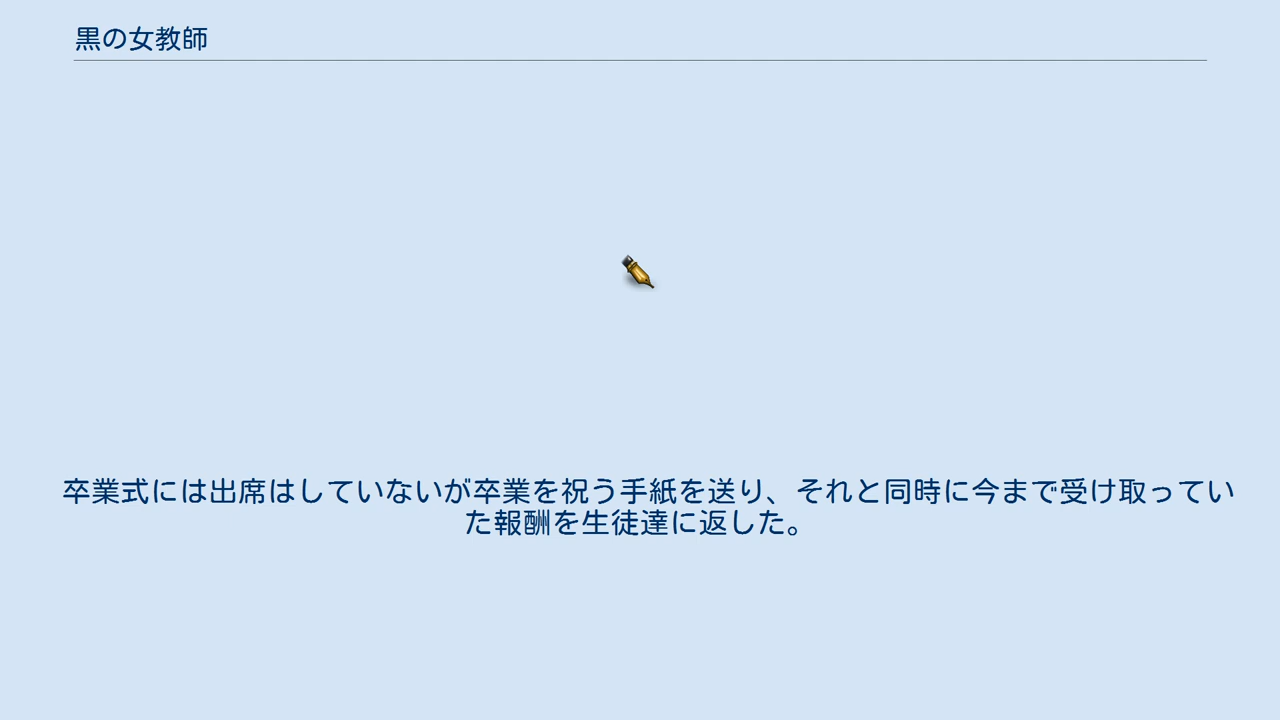 黒の女教師
卒業式には出席はしていないが卒業を祝う手紙を送り、それと同時に今まで受け取ってい
た報酬を生徒達に返した。